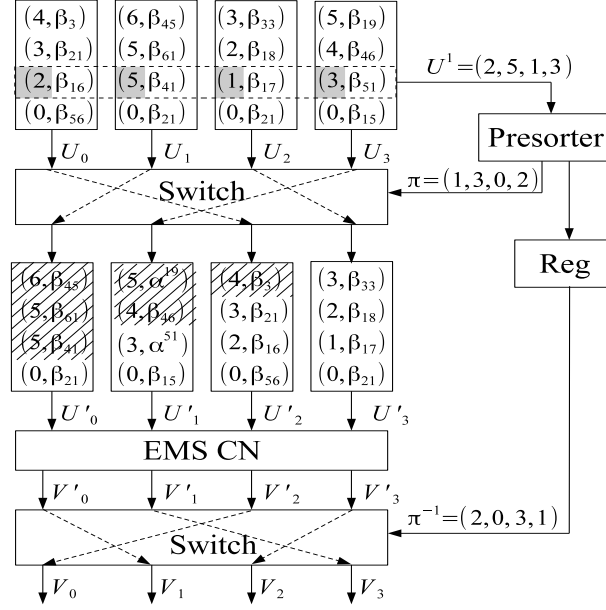 (4,β₃) (6,β₄₅) (3,β₃₃) (5,β₁₉)
(3,β₂₁) (5,β₆₁) (2,β₁₈) (4,β₄₆)
(2,β₁₆) (5,β₄₁) (1,β₁₇) (3,β₅₁) U¹=(2,5,1,3)
(0,β₅₆) (0,β₂₁) (0,β₂₁) (0,β₁₅)
Presorter
U₀ U₁ U₂ U₃
Switch π=(1,3,0,2)
Reg
(6,β₄₅) (5,α¹⁹) (4,β₃) (3,β₃₃)
(5,β₆₁) (4,β₄₆) (3,β₂₁) (2,β₁₈)
(5,β₄₁) (3,α⁵¹) (2,β₁₆) (1,β₁₇)
(0,β₂₁) (0,β₁₅) (0,β₅₆) (0,β₂₁)
U'₀ U'₁ U'₂ U'₃
EMS CN
V'₀ V'₁ V'₂ V'₃
π⁻¹=(2,0,3,1)
Switch
V₀ V₁ V₂ V₃